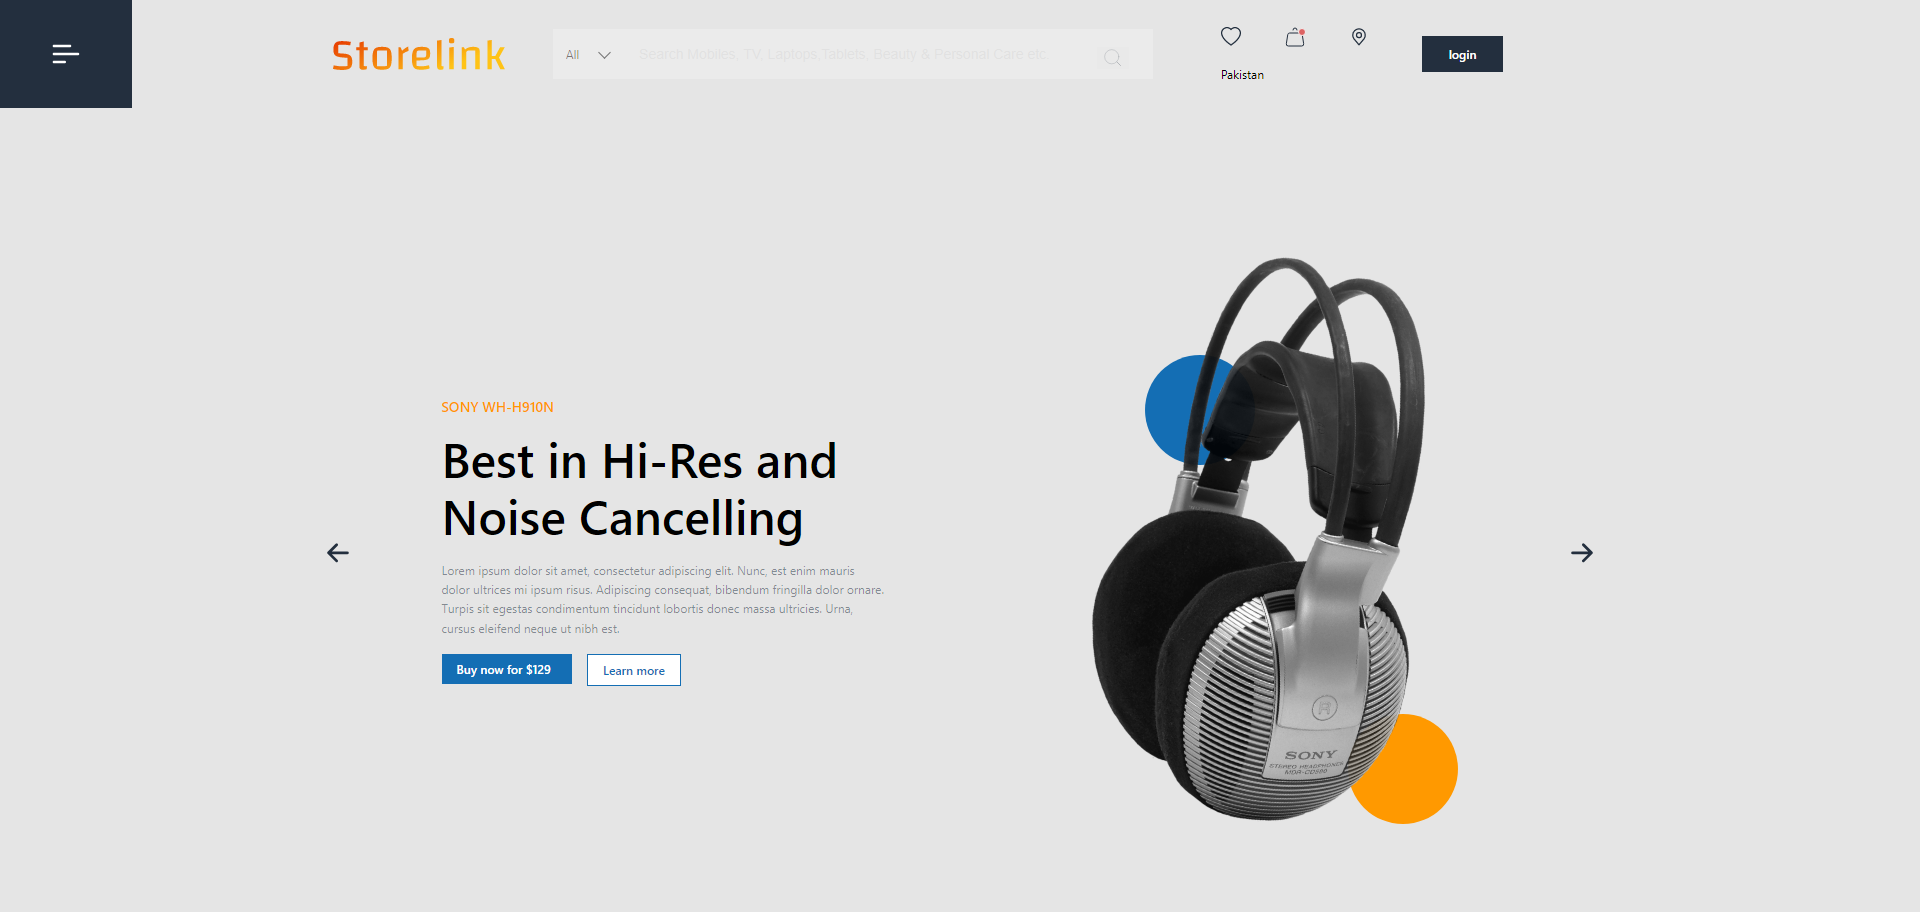 Storelink
All
Search Mobiles, TV, Laptops,Tablets, Beauty & Personal Care etc
Pakistan
login
SONY WH-H910N
Best in Hi-Res and
Noise Cancelling
Lorem ipsum dolor sit amet, consectetur adipiscing elit. Nunc, est enim mauris
dolor ultrices mi ipsum risus. Adipiscing consequat, bibendum fringilla dolor ornare.
Turpis sit egestas condimentum tincidunt lobortis donec massa ultricies. Urna,
cursus eleifend neque ut nibh est.
Buy now for $129
Learn more
R
SONY
STEREO HEADPHONES